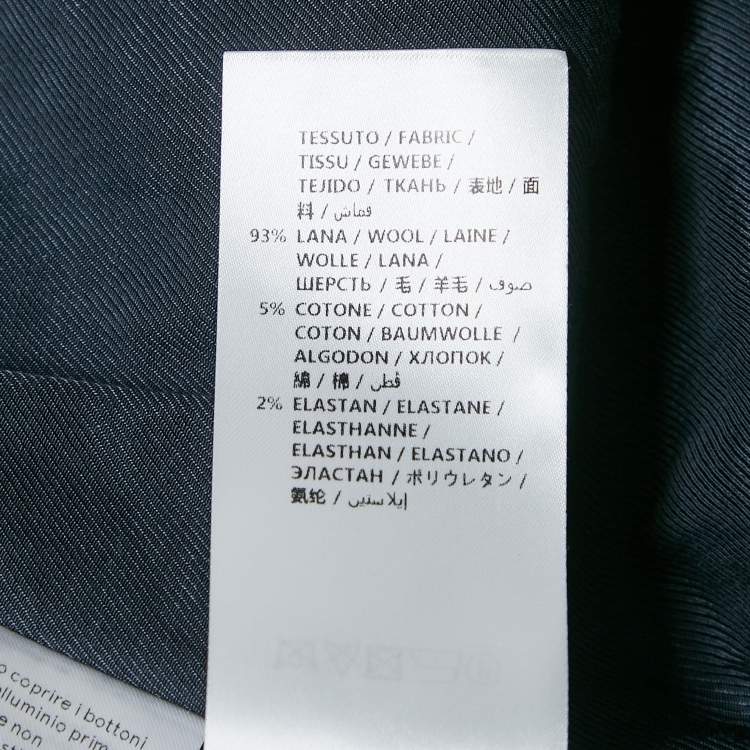 TESSUTO / FABRIC /
TISSU / GEWEBE /
TEJIDO / ТКАНЬ / 表地 / 面
料 / قماش
93% LANA / WOOL / LAINE /
WOLLE / LANA /
ШЕРСТЬ / 毛 / 羊毛 / صوف
5% COTONE / COTTON /
COTON / BAUMWOLLE /
ALGODON / ХЛОПОК /
綿 / 棉 / قطن
2% ELASTAN / ELASTANE /
ELASTHANNE /
ELASTHAN / ELASTANO /
ЭЛАСТАН / ポリウレタン /
氨纶 / إيلاستين
o coprire i bottoni
alluminio prim
e non